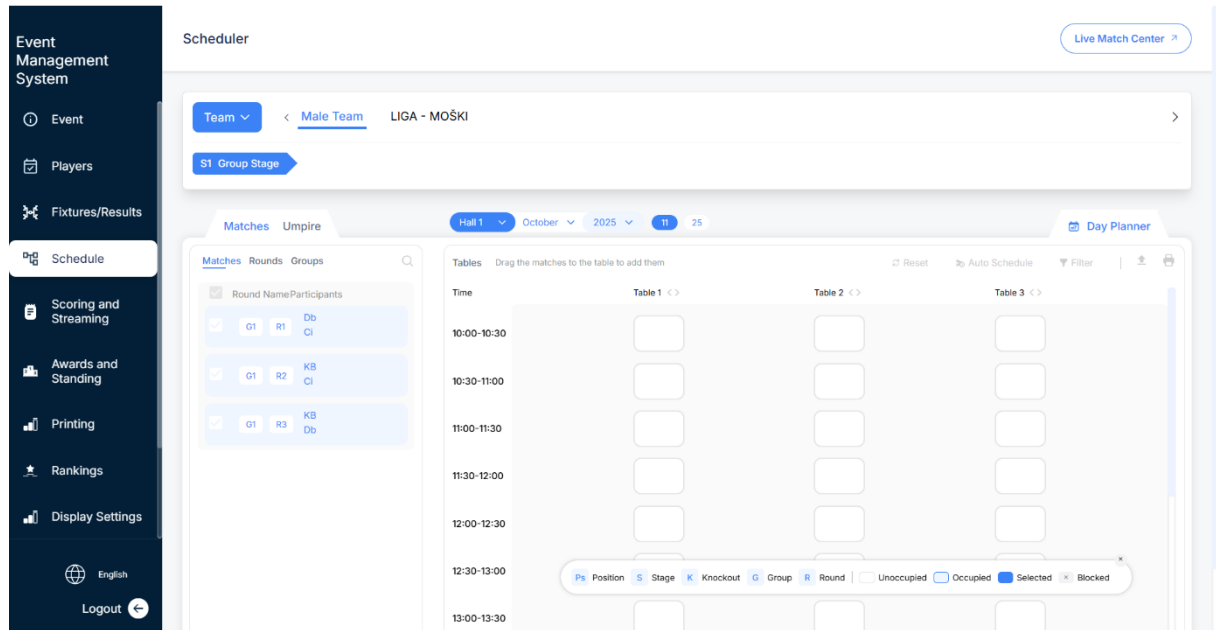 Event
Management
System
Event
Players
Fixtures/Results
Schedule
Scoring and
Streaming
Awards and
Standing
Printing
Rankings
Display Settings
English
Logout
Scheduler
Live Match Center
Team
Male Team
LIGA - MOŠKI
S1 Group Stage
Matches Umpire
Hall 1 October 2025 11 25
Day Planner
Matches Rounds Groups
Round Name Participants
G1 R1 Db
Ci
G1 R2 KB
Ci
G1 R3 KB
Db
Tables Drag the matches to the table to add them
Reset Auto Schedule Filter
Time Table 1 Table 2 Table 3
10:00-10:30
10:30-11:00
11:00-11:30
11:30-12:00
12:00-12:30
12:30-13:00
13:00-13:30
Ps Position S Stage K Knockout G Group R Round Unoccupied Occupied Selected × Blocked